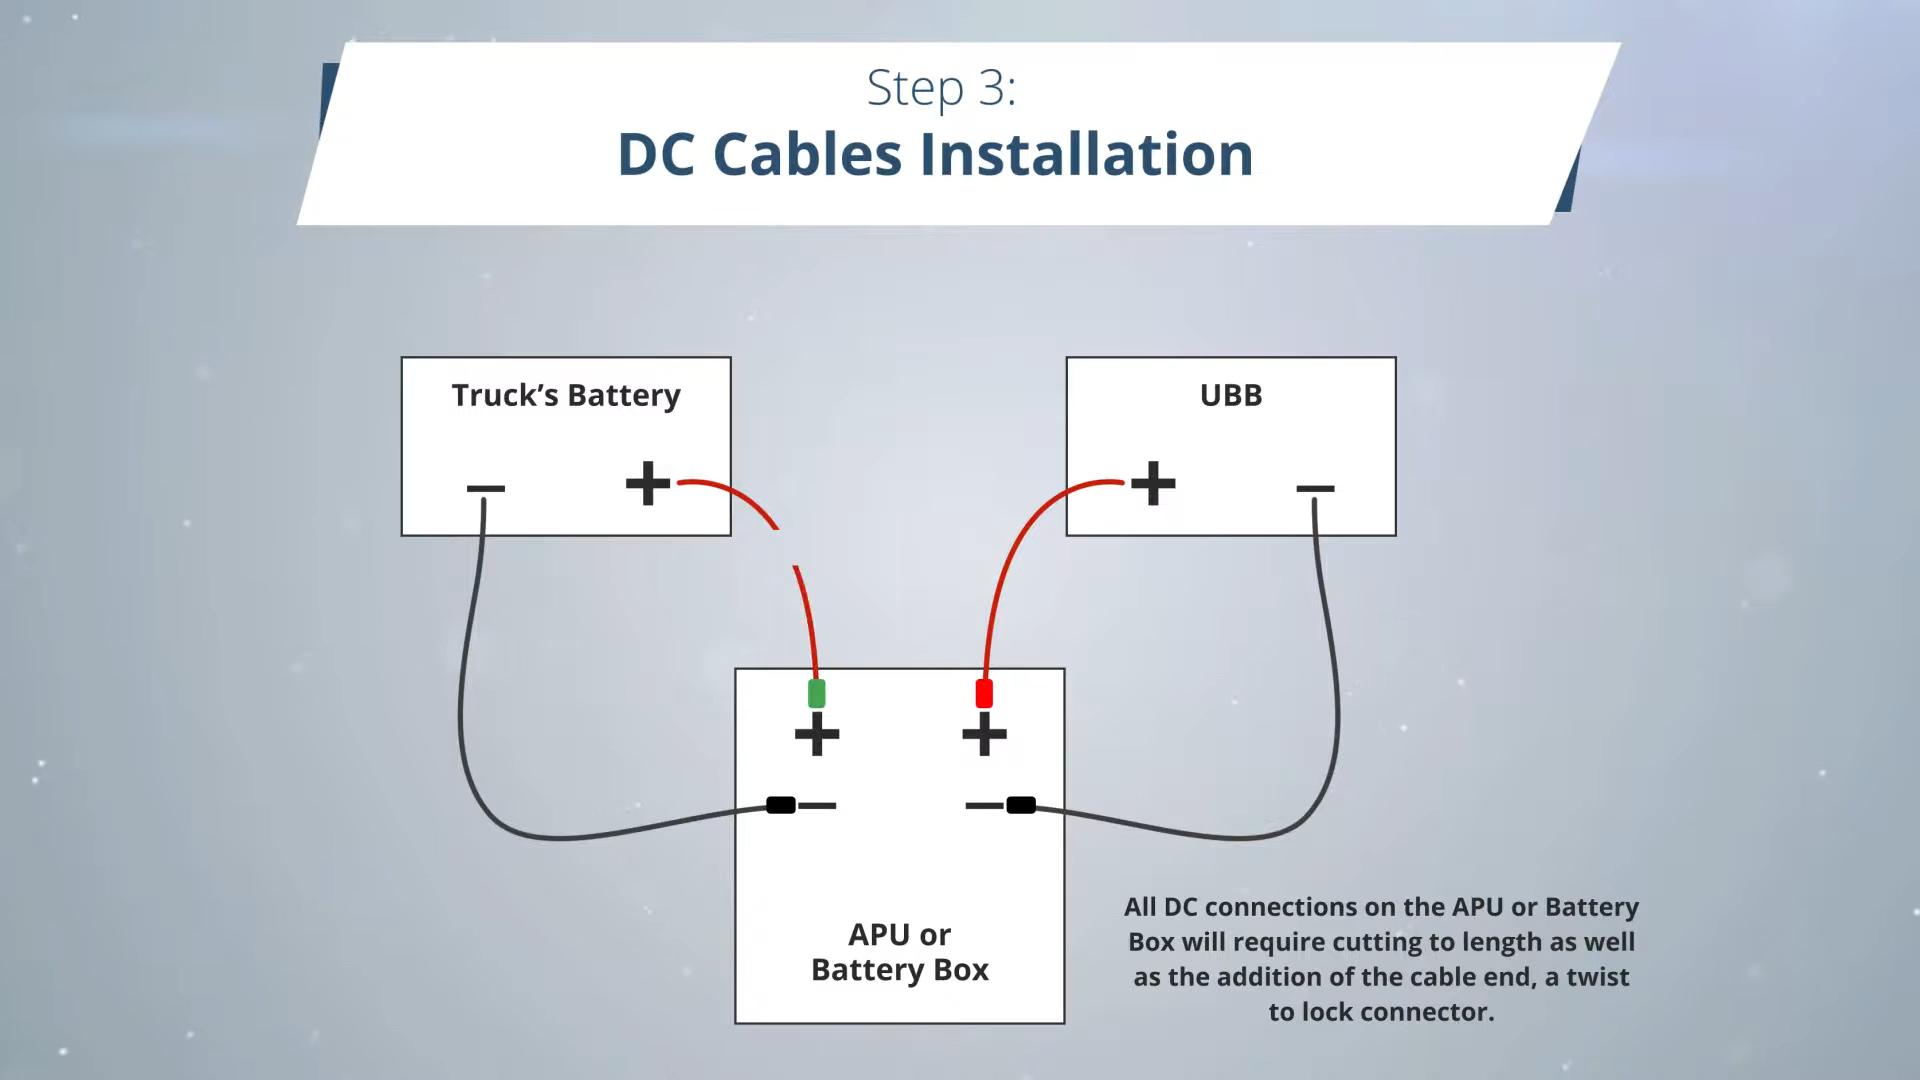 Step 3:
DC Cables Installation
Truck’s Battery
UBB
− +
+ −
+ +
− −
APU or
Battery Box
All DC connections on the APU or Battery
Box will require cutting to length as well
as the addition of the cable end, a twist
to lock connector.